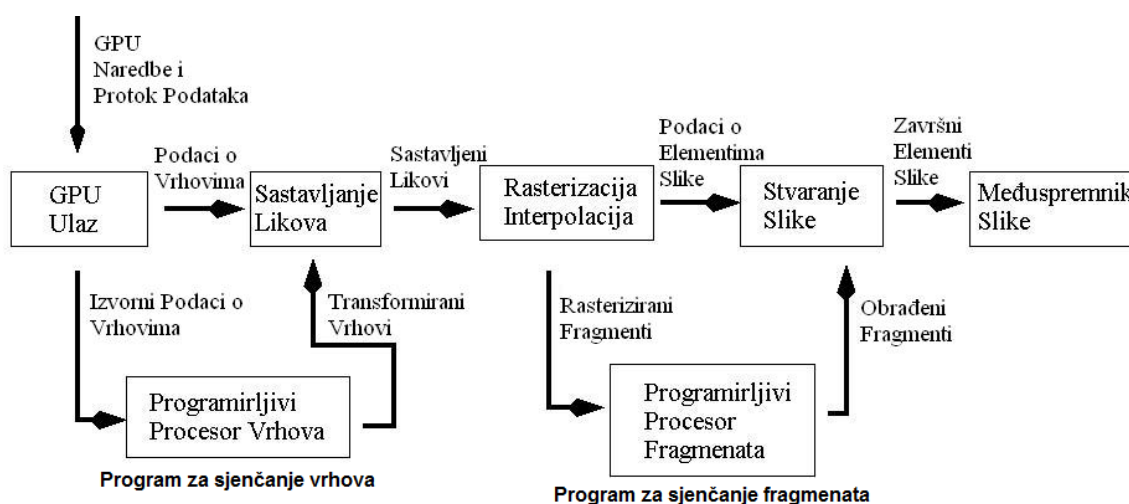 GPU
Naredbe i
Protok Podataka
Podaci o
Vrhovima
Sastavljeni
Likovi
Podaci o
Elementima
Slike
Završni
Elementi
Slike
GPU
Ulaz
Sastavljanje
Likova
Rasterizacija
Interpolacija
Stvaranje
Slike
Međuspremnik
Slike
Izvorni Podaci o
Vrhovima
Transformirani
Vrhovi
Rasterizirani
Fragmenti
Obrađeni
Fragmenti
Programirljivi
Procesor Vrhova
Programirljivi
Procesor
Fragmenata
Program za sjenčanje vrhova
Program za sjenčanje fragmenata